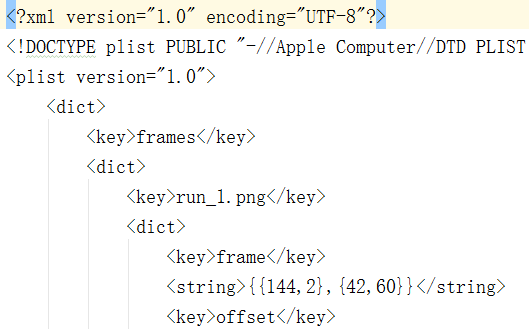 <?xml version="1.0" encoding="UTF-8"?>
<!DOCTYPE plist PUBLIC "-//Apple Computer//DTD PLIST
<plist version="1.0">
<dict>
<key>frames</key>
<dict>
<key>run_1.png</key>
<dict>
<key>frame</key>
<string>{{144,2},{42,60}}</string>
<key>offset</key>